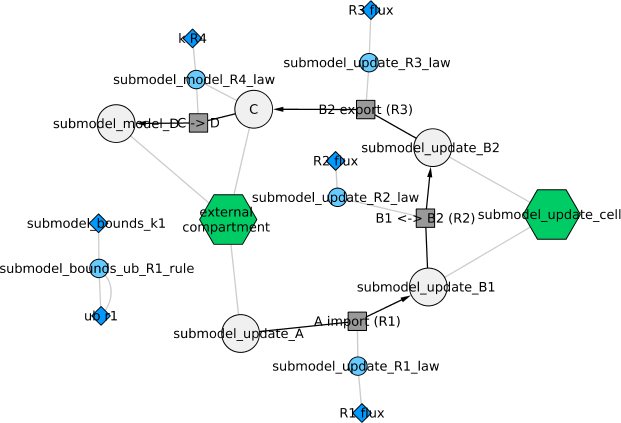 R3 flux
k R4
submodel_update_R3_law
submodel_model_R4_law
C
B2 export (R3)
submodel_model_D
C -> D
submodel_update_B2
R2 flux
submodel_update_R2_law
external
compartment
B1 <-> B2 (R2)
submodel_update_cell
submodel_bounds_k1
submodel_bounds_ub_R1_rule
submodel_update_B1
ub r1
A import (R1)
submodel_update_A
submodel_update_R1_law
R1 flux